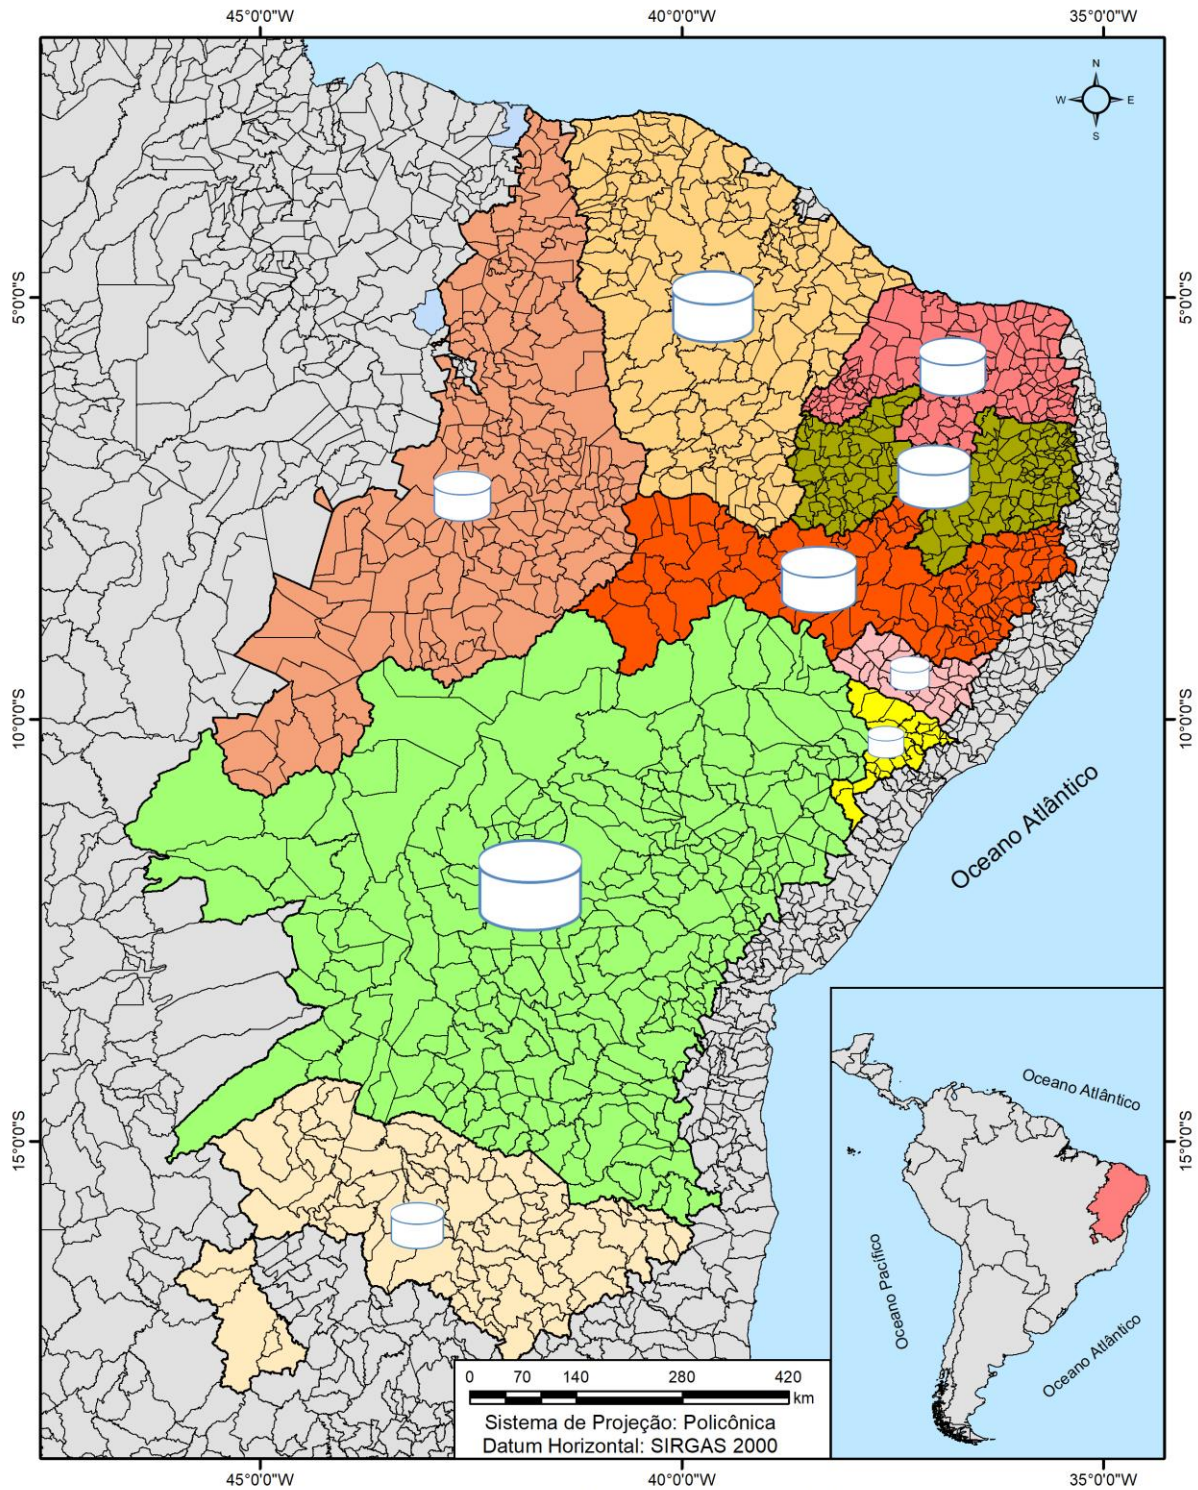 45°0'0"W
40°0'0"W
35°0'0"W
N
W
E
S
5°0'0"S
5°0'0"S
10°0'0"S
10°0'0"S
Oceano Atlântico
Oceano Atlântico
15°0'0"S
15°0'0"S
Oceano Pacífico
Oceano Atlântico
0 70 140 280 420
km
Sistema de Projeção: Policônica
Datum Horizontal: SIRGAS 2000
45°0'0"W
40°0'0"W
35°0'0"W